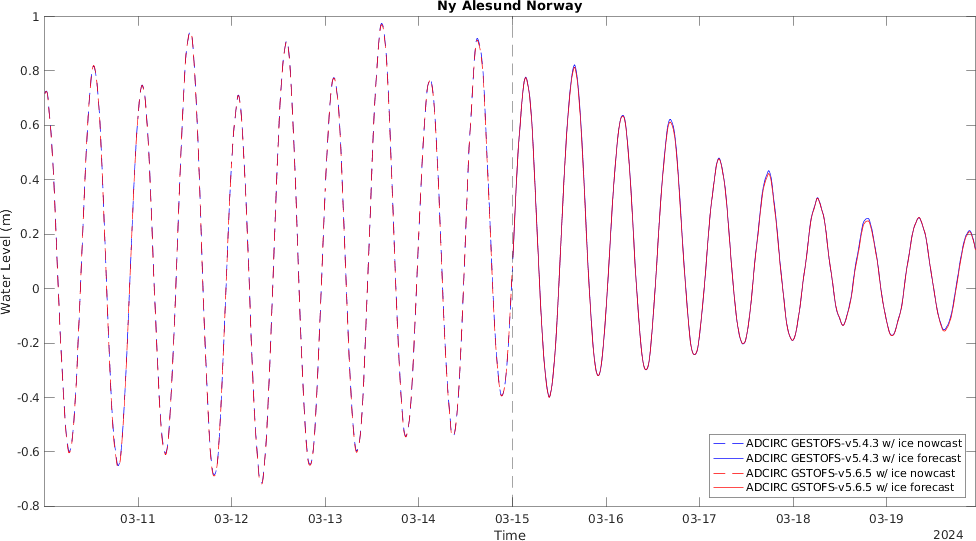 Ny Alesund Norway
Water Level (m)
1
0.8
0.6
0.4
0.2
0
-0.2
-0.4
-0.6
-0.8
ADCIRC GESTOFS-v5.4.3 w/ ice nowcast
ADCIRC GESTOFS-v5.4.3 w/ ice forecast
ADCIRC GSTOFS-v5.6.5 w/ ice nowcast
ADCIRC GSTOFS-v5.6.5 w/ ice forecast
03-11 03-12 03-13 03-14 03-15 03-16 03-17 03-18 03-19
Time
2024